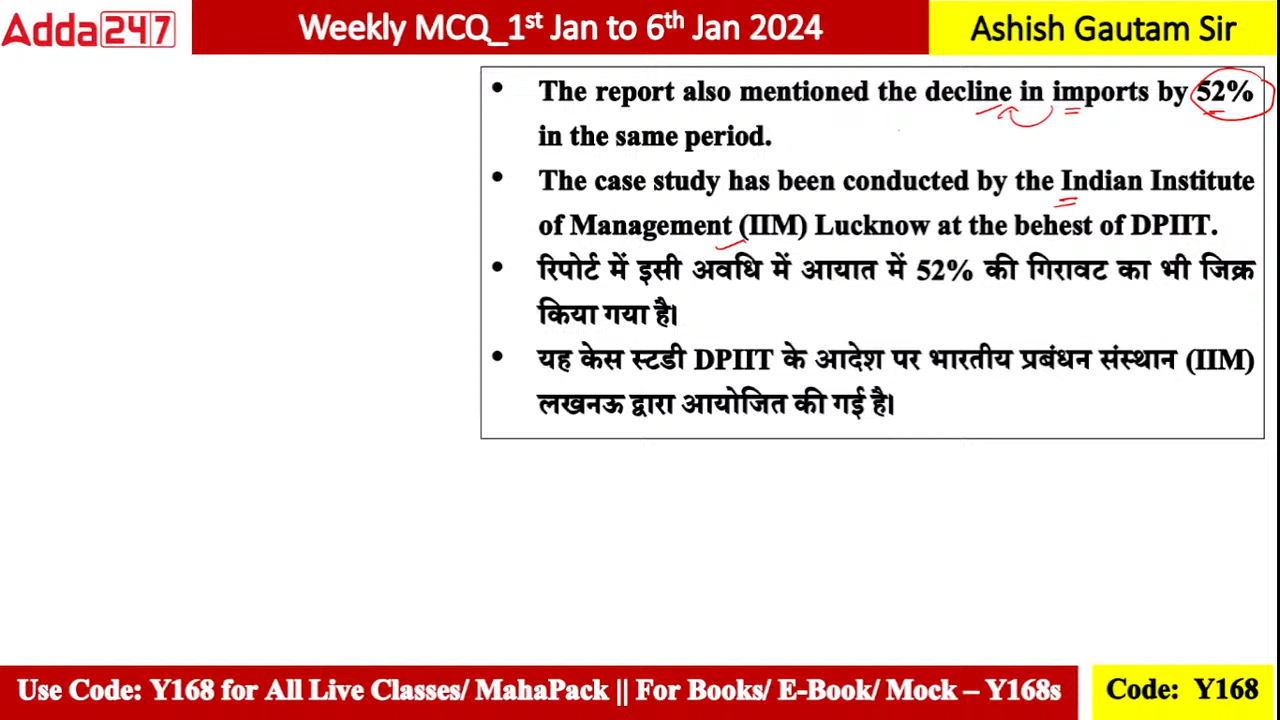 Adda247
Weekly MCQ_1st Jan to 6th Jan 2024
Ashish Gautam Sir
• The report also mentioned the decline in imports by 52%
in the same period.
• The case study has been conducted by the Indian Institute
of Management (IIM) Lucknow at the behest of DPIIT.
• रिपोर्ट में इसी अवधि में आयात में 52% की गिरावट का भी जिक्र
किया गया है।
• यह केस स्टडी DPIIT के आदेश पर भारतीय प्रबंधन संस्थान (IIM)
लखनऊ द्वारा आयोजित की गई है।
Use Code: Y168 for All Live Classes/ MahaPack || For Books/ E-Book/ Mock – Y168s
Code: Y168